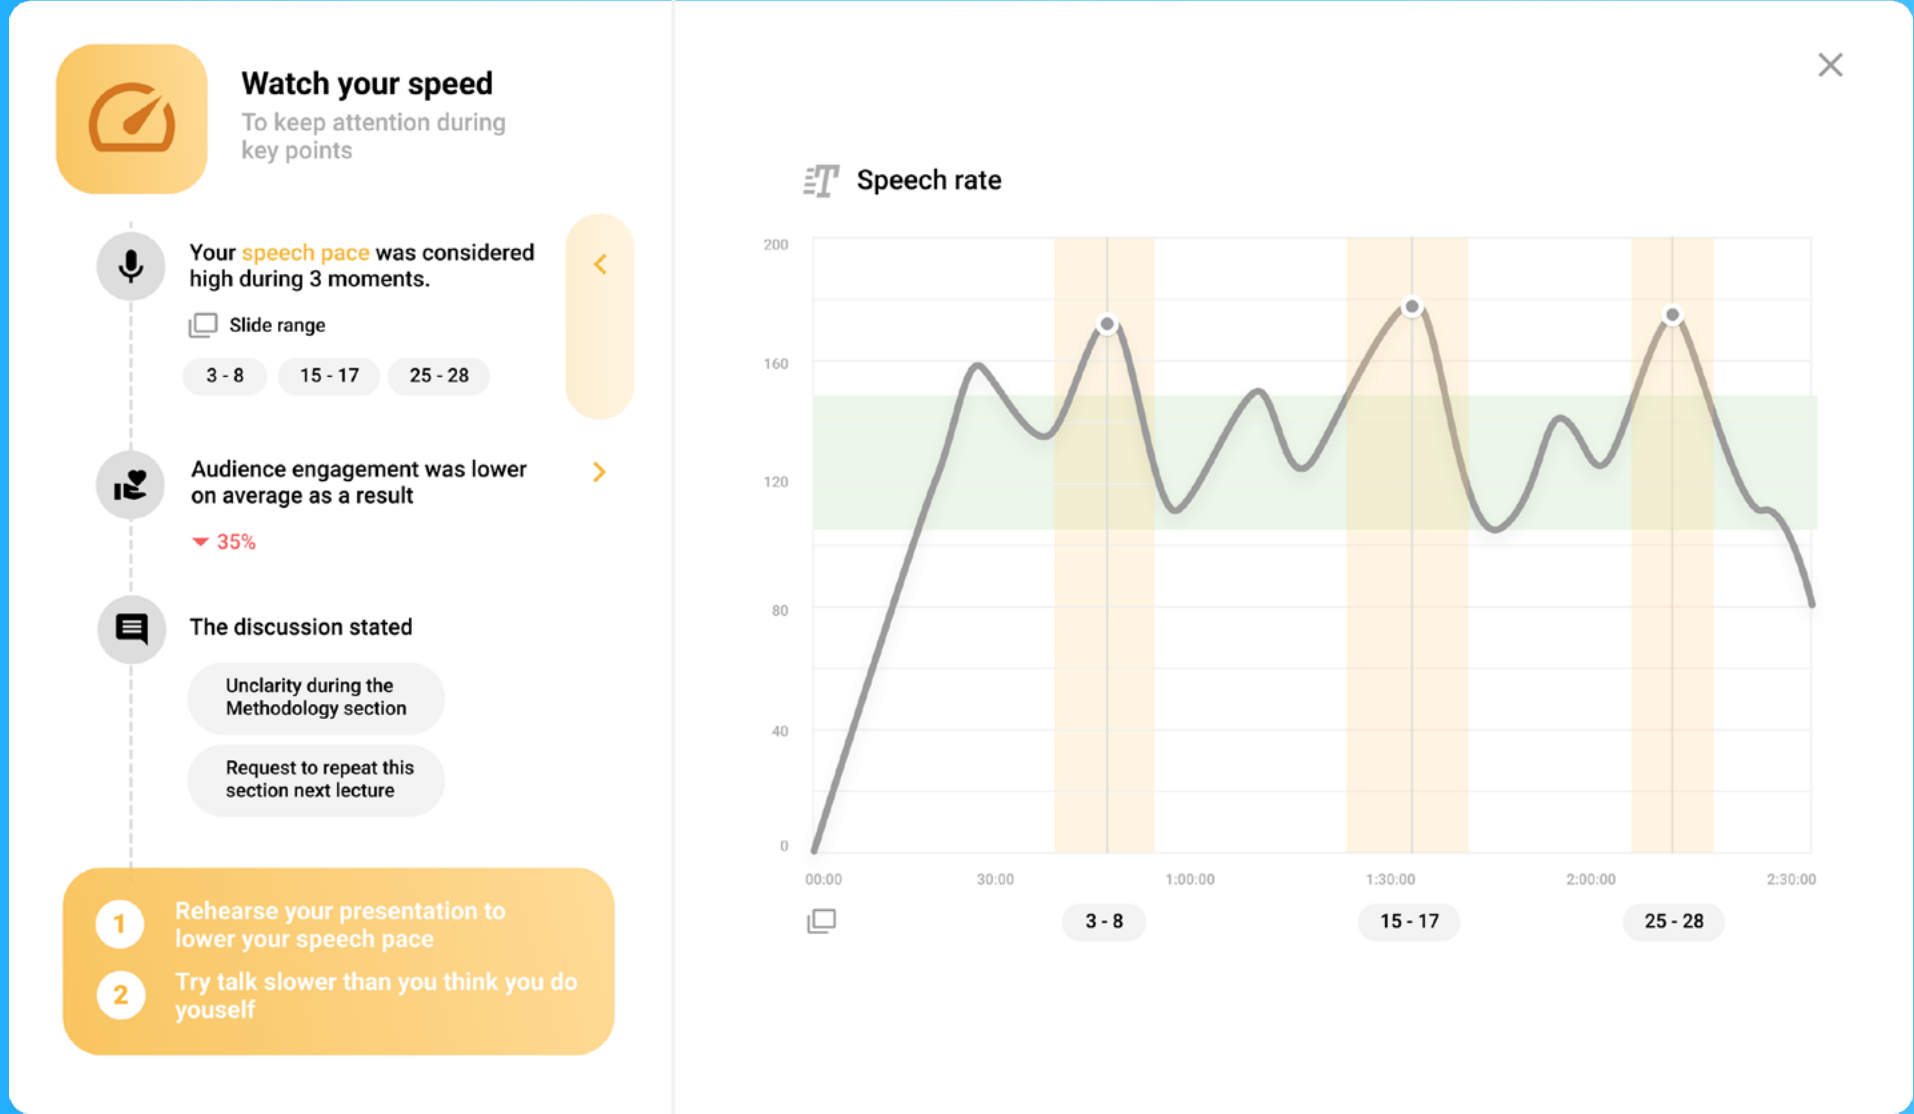 Watch your speed
To keep attention during
key points
Your speech pace was considered
high during 3 moments.
Slide range
3 - 8
15 - 17
25 - 28
Audience engagement was lower
on average as a result
35%
The discussion stated
Unclarity during the
Methodology section
Request to repeat this
section next lecture
1
Rehearse your presentation to
lower your speech pace
2
Try talk slower than you think you do
youself
Speech rate
200
160
120
80
40
0
00:00
30:00
1:00:00
1:30:00
2:00:00
2:30:00
3 - 8
15 - 17
25 - 28